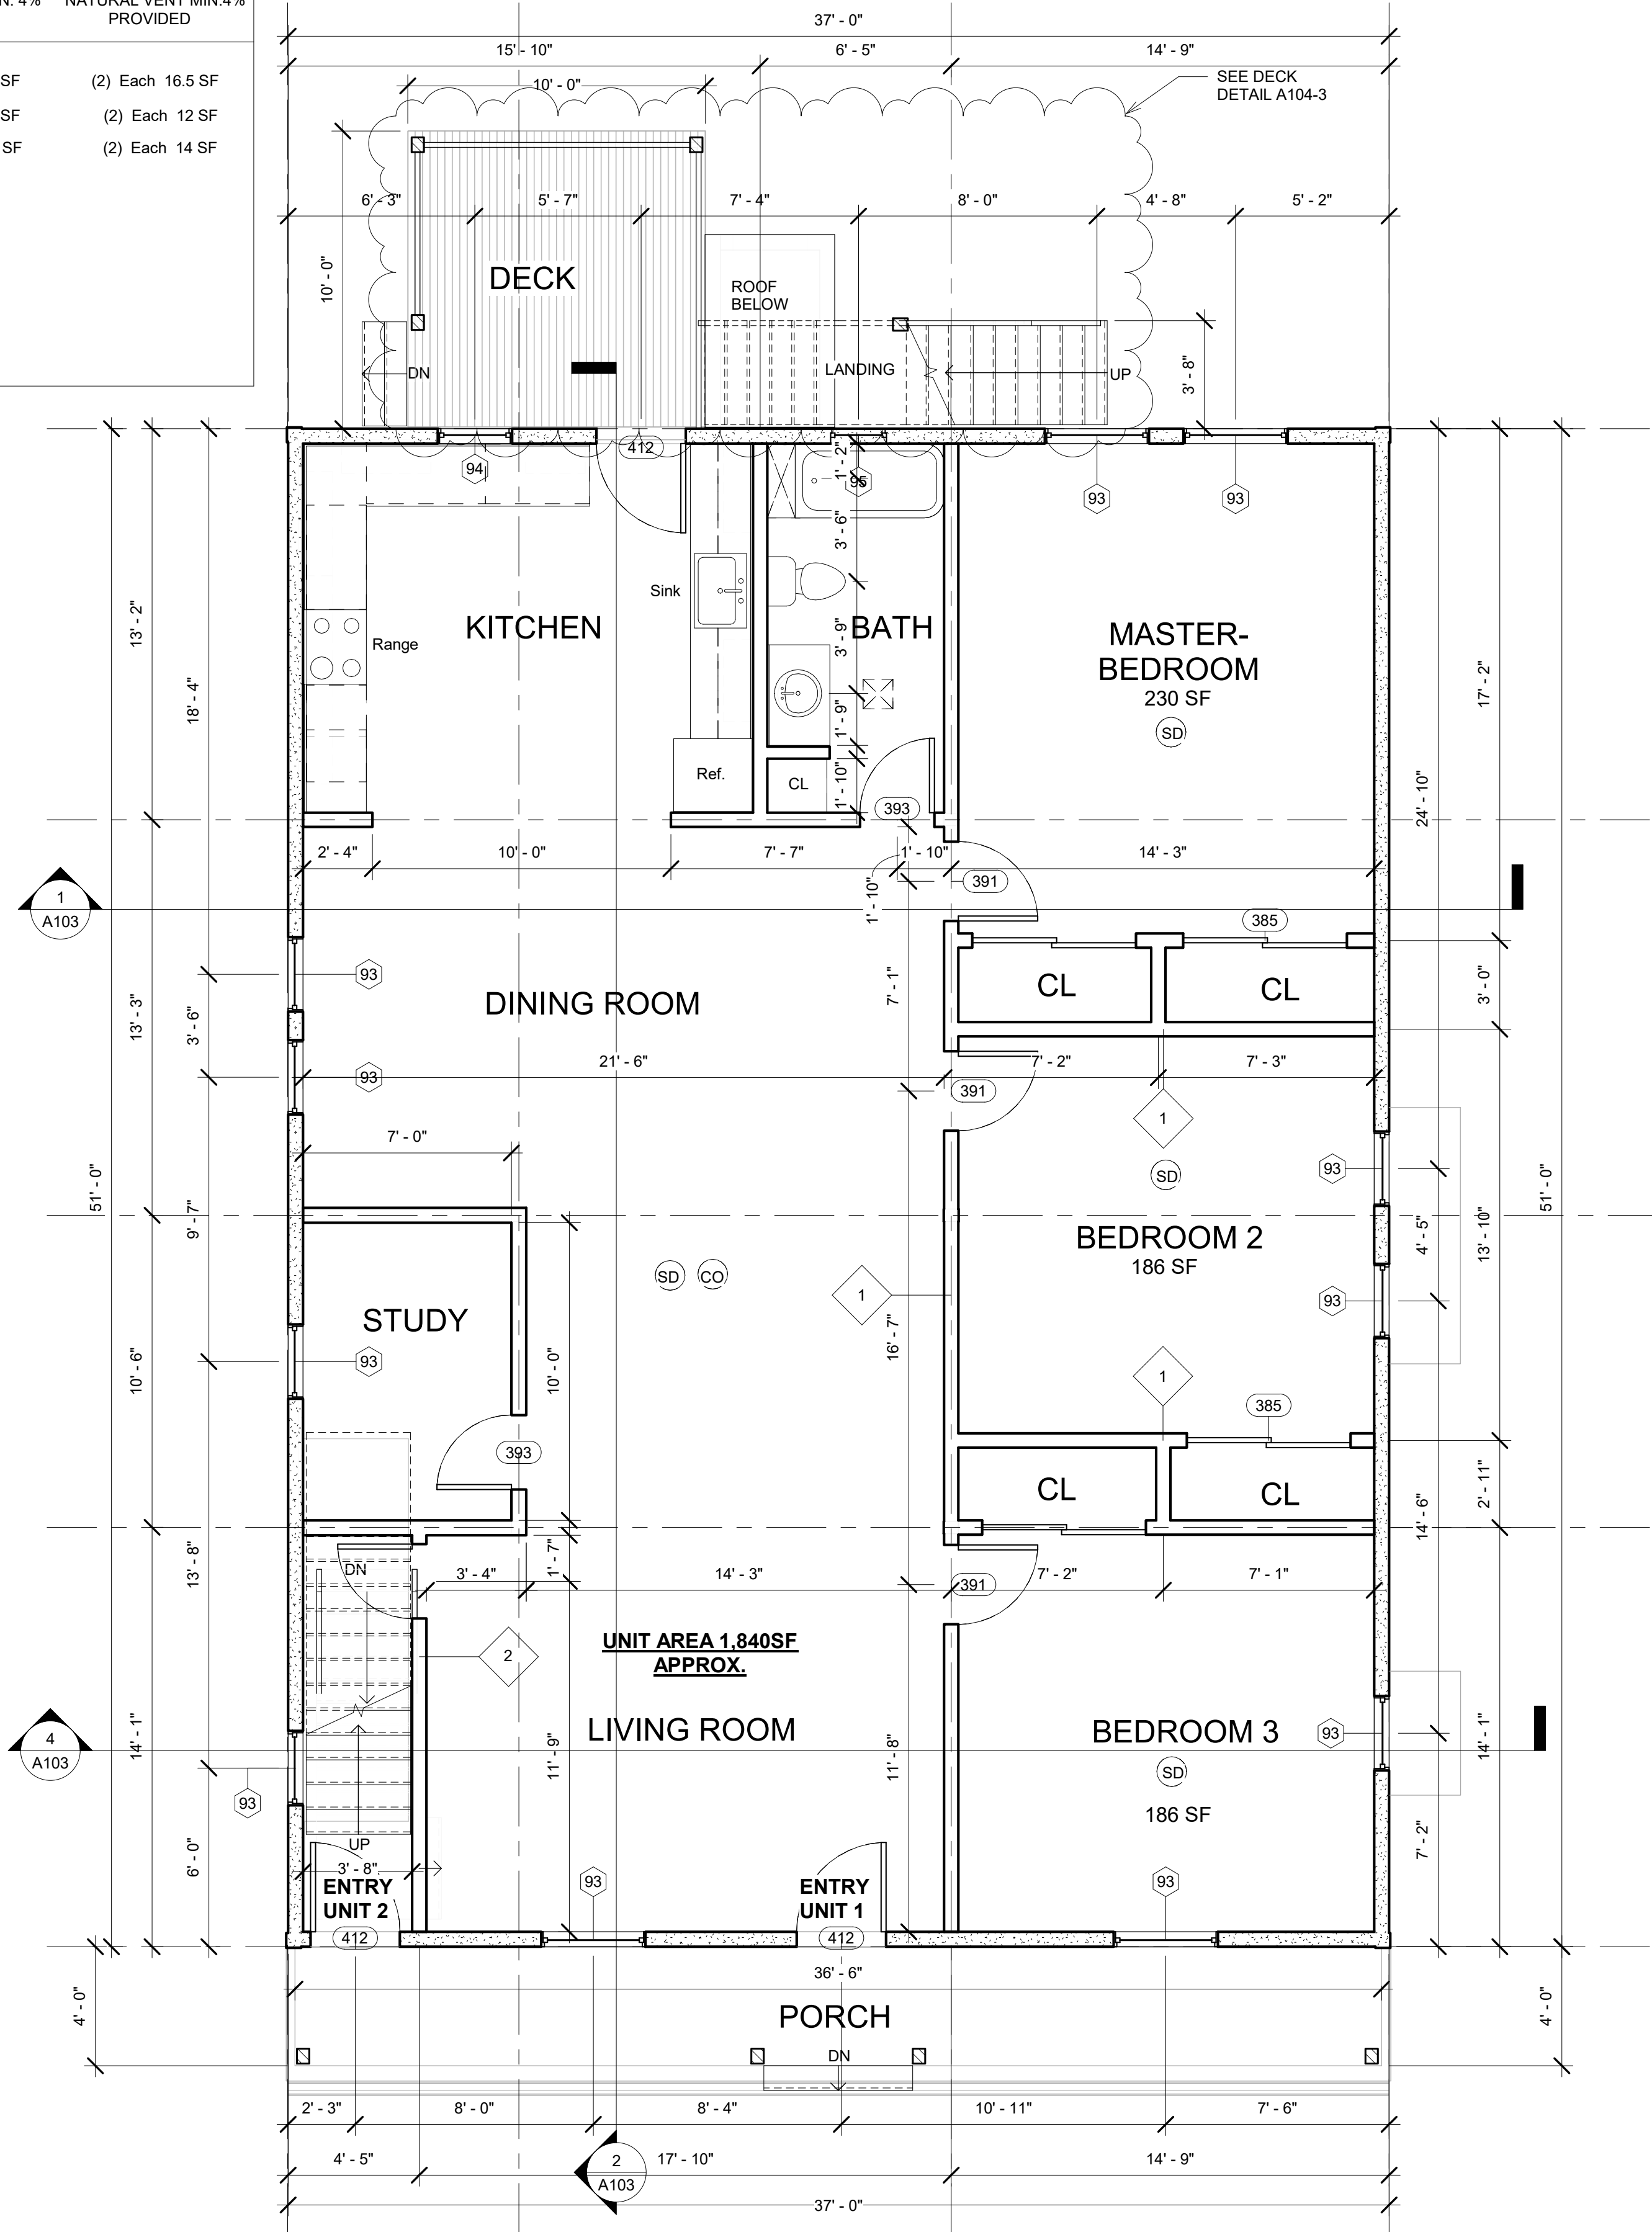 N. 4%
NATURAL VENT MIN.4%
PROVIDED
SF
(2) Each 16.5 SF
SF
(2) Each 12 SF
SF
(2) Each 14 SF
37' - 0"
15' - 10"
6' - 5"
14' - 9"
10' - 0"
SEE DECK
DETAIL A104-3
6' - 3"
5' - 7"
7' - 4"
8' - 0"
4' - 8"
5' - 2"
10' - 0"
DECK
ROOF
BELOW
DN
LANDING
UP
3' - 8"
94
412
1' - 2"
95
93
93
3' - 6"
13' - 2"
18' - 4"
Sink
KITCHEN
Range
BATH
3' - 9"
MASTER-
BEDROOM
230 SF
SD
17' - 2"
1' - 9"
Ref.
CL
1' - 10"
393
24' - 10"
2' - 4"
10' - 0"
7' - 7"
1' - 10"
14' - 3"
1' - 10"
391
1
A103
385
93
DINING ROOM
7' - 1"
CL
CL
3' - 0"
13' - 3"
3' - 6"
21' - 6"
7' - 2"
7' - 3"
93
391
1
7' - 0"
51' - 0"
9' - 7"
SD
93
51' - 0"
4' - 5"
13' - 10"
BEDROOM 2
186 SF
SD
CO
1
93
STUDY
93
10' - 6"
10' - 0"
16' - 7"
1
385
393
CL
CL
2' - 11"
14' - 6"
13' - 8"
DN
1' - 7"
3' - 4"
14' - 3"
391
7' - 2"
7' - 1"
2
UNIT AREA 1,840SF
APPROX.
4
A103
14' - 1"
LIVING ROOM
11' - 9"
11' - 8"
BEDROOM 3
93
SD
186 SF
14' - 1"
93
UP
3' - 8"
6' - 0"
7' - 2"
ENTRY
UNIT 2
93
ENTRY
UNIT 1
93
412
412
36' - 6"
4' - 0"
PORCH
4' - 0"
DN
2' - 3"
8' - 0"
8' - 4"
10' - 11"
7' - 6"
4' - 5"
2
A103
17' - 10"
14' - 9"
37' - 0"